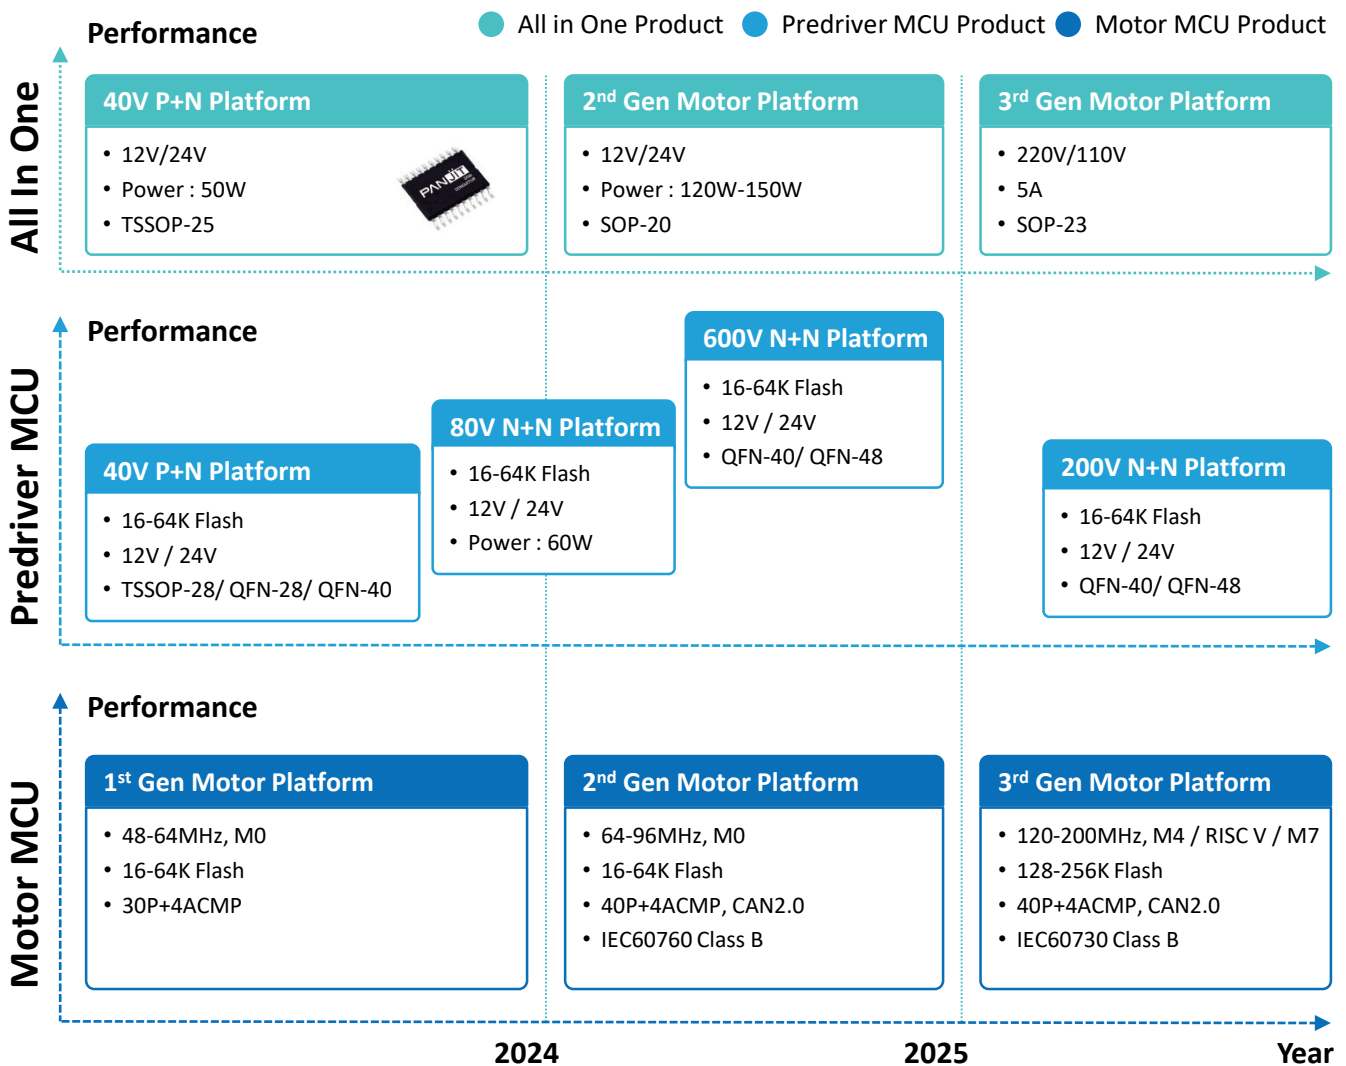 Performance
All in One Product
Predriver MCU Product
Motor MCU Product
All In One
40V P+N Platform
• 12V/24V
• Power : 50W
• TSSOP-25
PANJIT
2nd Gen Motor Platform
• 12V/24V
• Power : 120W-150W
• SOP-20
3rd Gen Motor Platform
• 220V/110V
• 5A
• SOP-23
Predriver MCU
Performance
40V P+N Platform
• 16-64K Flash
• 12V / 24V
• TSSOP-28/ QFN-28/ QFN-40
80V N+N Platform
• 16-64K Flash
• 12V / 24V
• Power : 60W
600V N+N Platform
• 16-64K Flash
• 12V / 24V
• QFN-40/ QFN-48
200V N+N Platform
• 16-64K Flash
• 12V / 24V
• QFN-40/ QFN-48
Motor MCU
Performance
1st Gen Motor Platform
• 48-64MHz, M0
• 16-64K Flash
• 30P+4ACMP
2nd Gen Motor Platform
• 64-96MHz, M0
• 16-64K Flash
• 40P+4ACMP, CAN2.0
• IEC60760 Class B
3rd Gen Motor Platform
• 120-200MHz, M4 / RISC V / M7
• 128-256K Flash
• 40P+4ACMP, CAN2.0
• IEC60730 Class B
2024
2025
Year